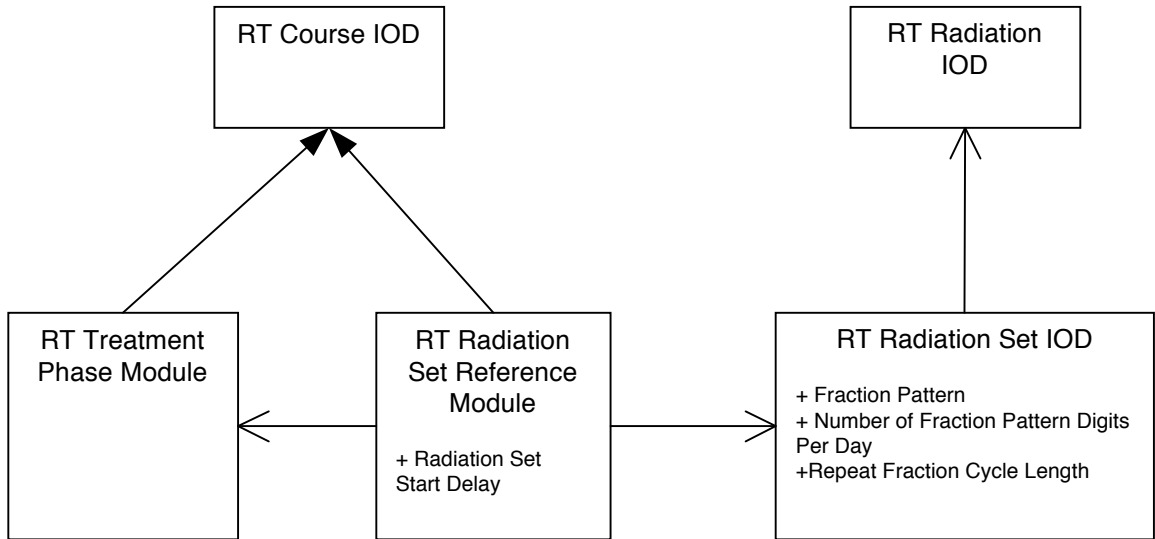 RT Course IOD
RT Radiation
IOD
RT Treatment
Phase Module
RT Radiation
Set Reference
Module
+ Radiation Set
Start Delay
RT Radiation Set IOD
+ Fraction Pattern
+ Number of Fraction Pattern Digits
Per Day
+Repeat Fraction Cycle Length